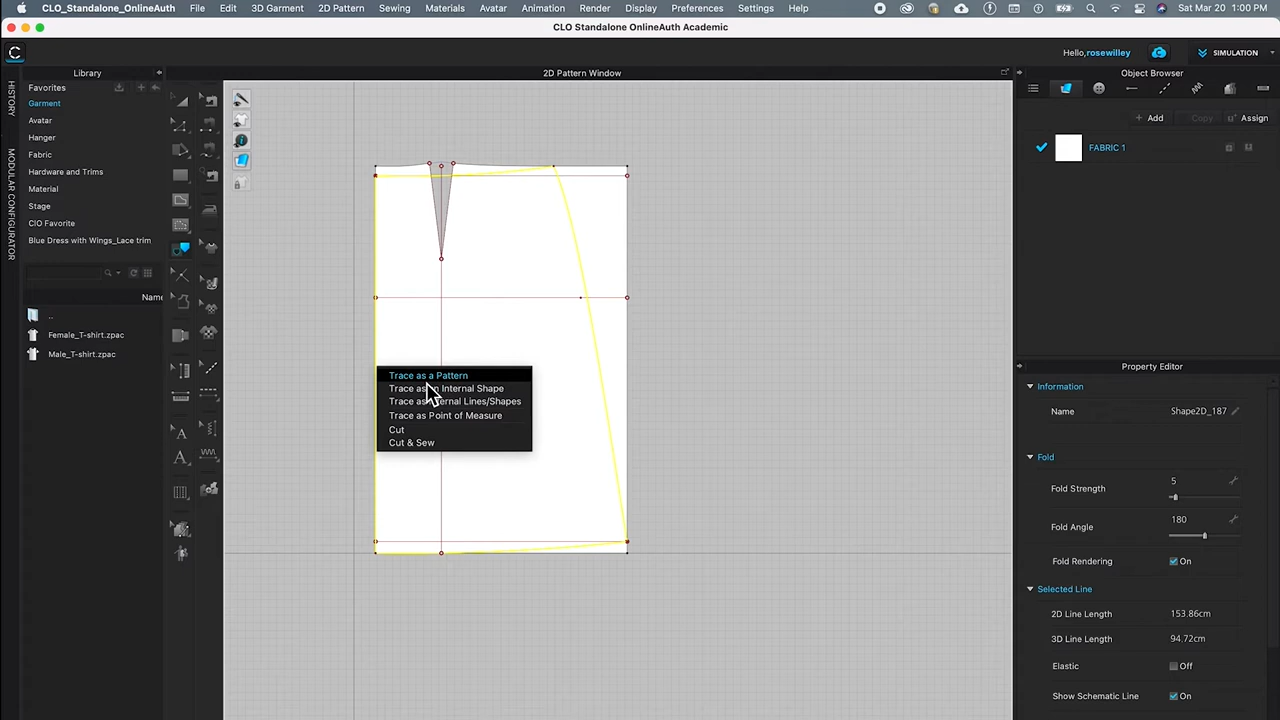 CLO_Standalone_OnlineAuth File Edit 3D Garment 2D Pattern Sewing Materials Avatar Animation Render Display Preferences Settings Help Sat Mar 20 1:00 PM
CLO Standalone OnlineAuth Academic
Hello,rosewilley SIMULATION
Library 2D Pattern Window Object Browser
HISTORY
MODULAR CONFIGURATOR
Favorites
Garment
Avatar
Hanger
Fabric
Hardware and Trims
Material
Stage
ClO Favorite
Blue Dress with Wings_Lace trim
Name
..
Female_T-shirt.zpac
Male_T-shirt.zpac
Trace as a Pattern
Trace as an Internal Shape
Trace as Internal Lines/Shapes
Trace as Point of Measure
Cut
Cut & Sew
+ Add Copy Assign
FABRIC 1
Property Editor
Information
Name Shape2D_187
Fold
Fold Strength 5
Fold Angle 180
Fold Rendering On
Selected Line
2D Line Length 153.86cm
3D Line Length 94.72cm
Elastic Off
Show Schematic Line On